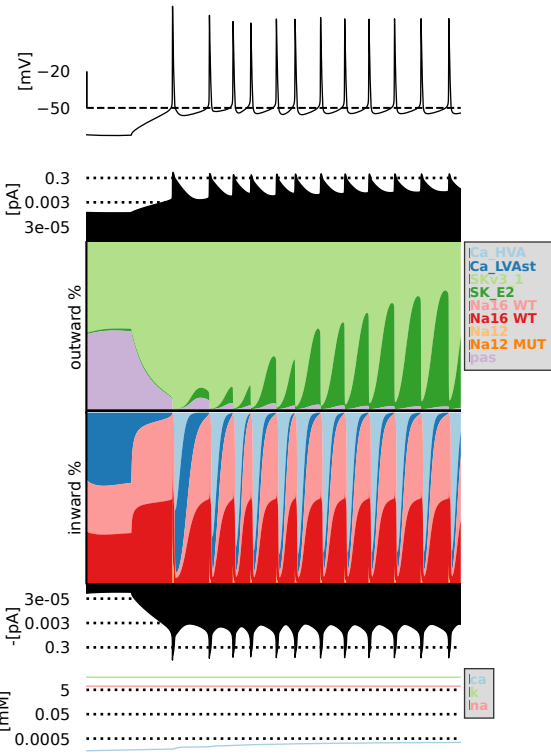 [mV]
−20
−50
[pA]
0.3
0.003
3e-05
outward %
Ca_HVA
Ca_LVAst
SKv3_1
SK_E2
Na16 WT
Na16 WT
Na12
Na12 MUT
pas
inward %
-[pA]
3e-05
0.003
0.3
[mM]
5
0.05
0.0005
ca
k
na